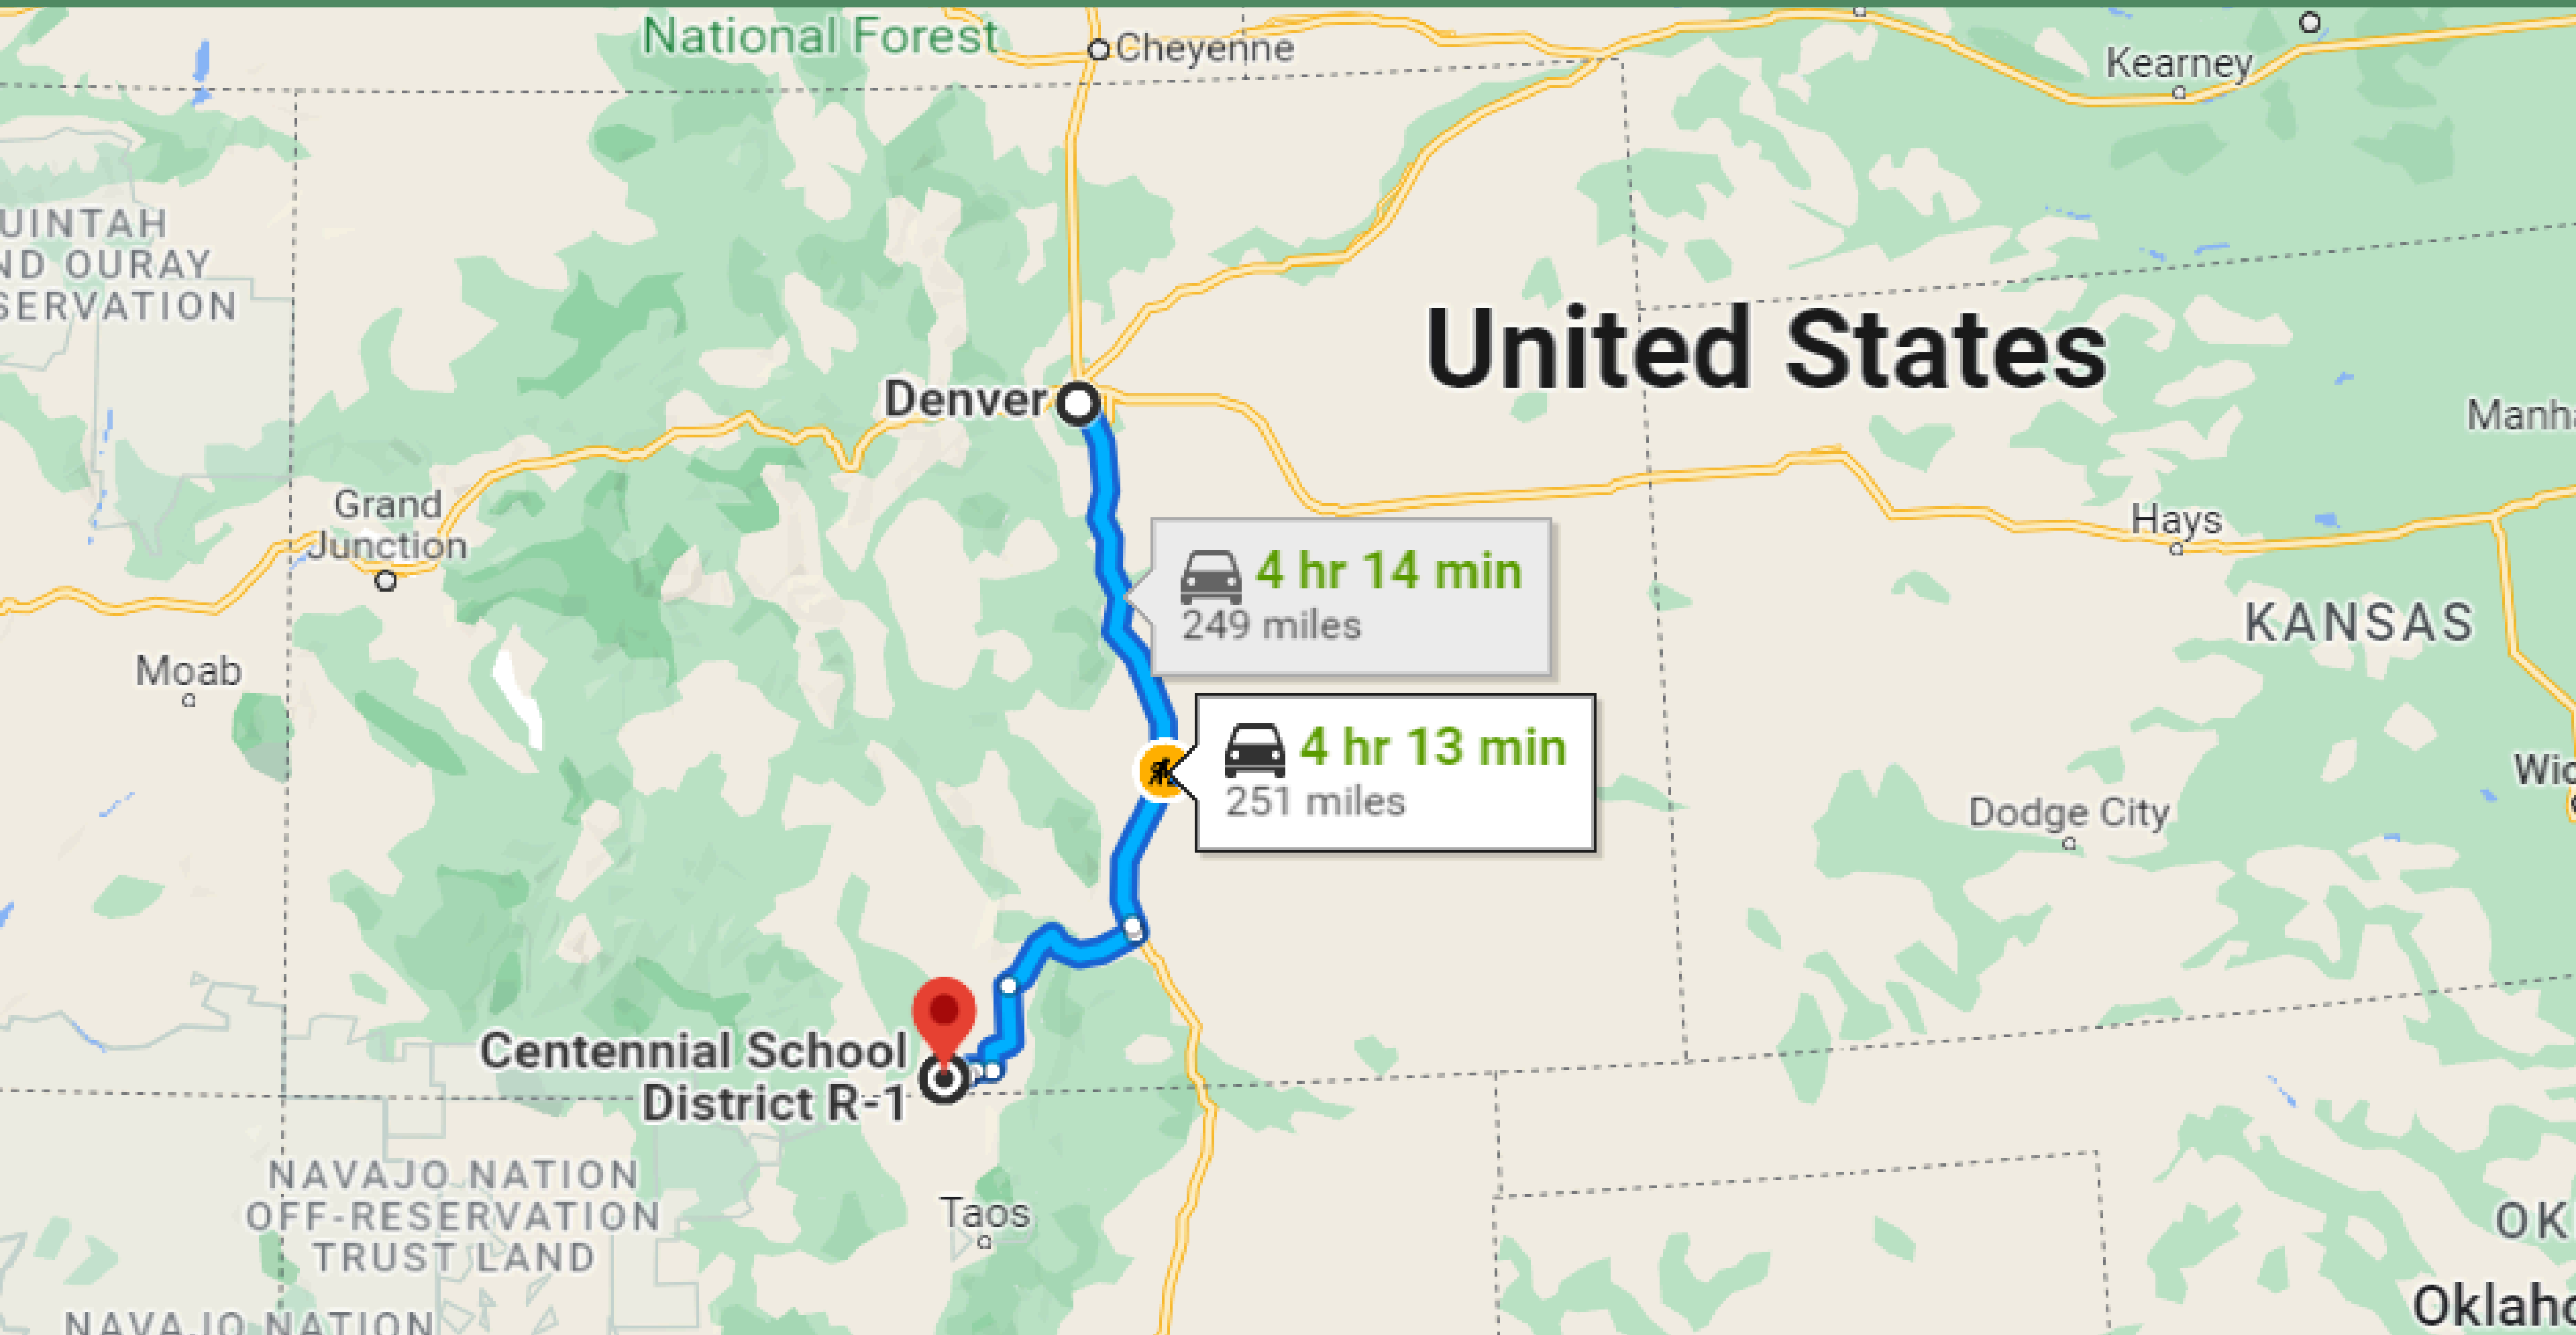 National Forest
Cheyenne
Kearney
UINTAH
ND OURAY
SERVATION
United States
Denver
Manh
Grand
Junction
Hays
4 hr 14 min
249 miles
KANSAS
Moab
4 hr 13 min
251 miles
Wic
Dodge City
Centennial School
District R-1
NAVAJO NATION
OFF-RESERVATION
TRUST LAND
Taos
OK
Oklaho
NAVAJO NATION